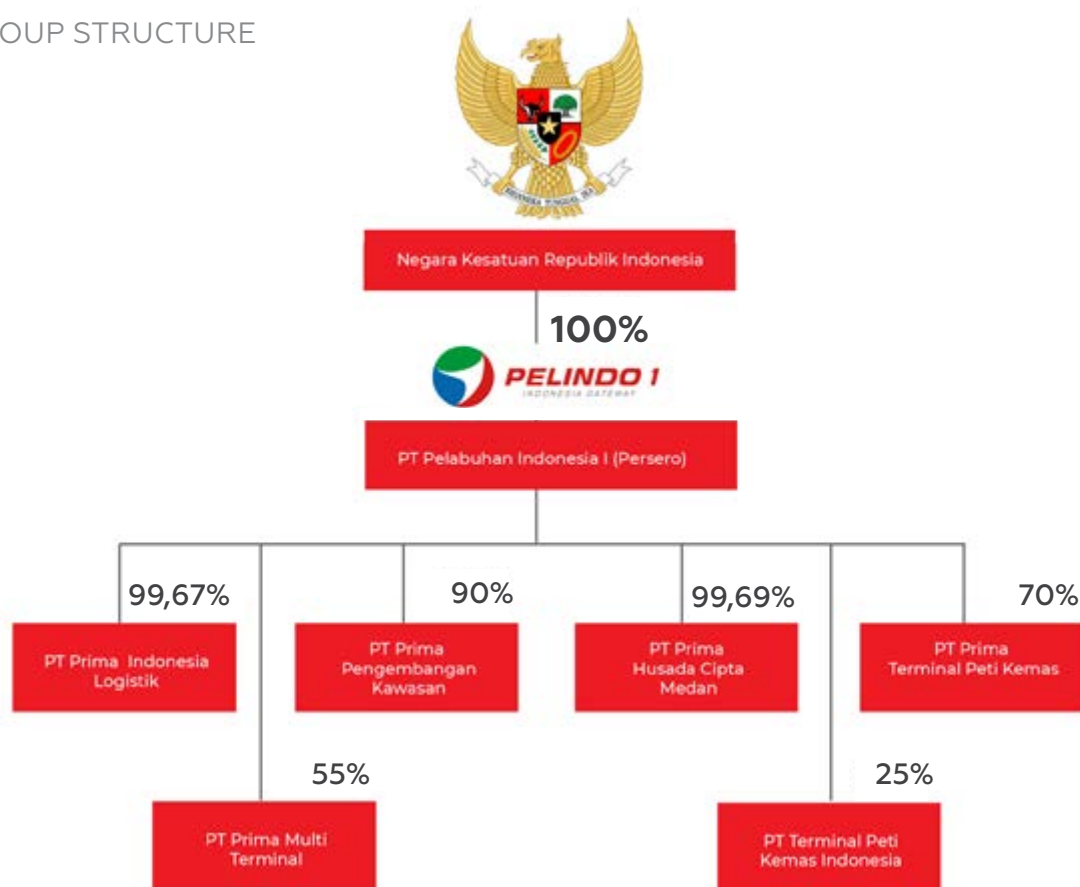 OUP STRUCTURE
Negara Kesatuan Republik Indonesia
100%
PELINDO 1
INDONESIA GATEWAY
PT Pelabuhan Indonesia I (Persero)
99,67%
90%
99,69%
70%
PT Prima Indonesia
Logistik
PT Prima
Pengembangan
Kawasan
PT Prima
Husada Cipta
Medan
PT Prima
Terminal Peti Kemas
55%
25%
PT Prima Multi
Terminal
PT Terminal Peti
Kemas Indonesia